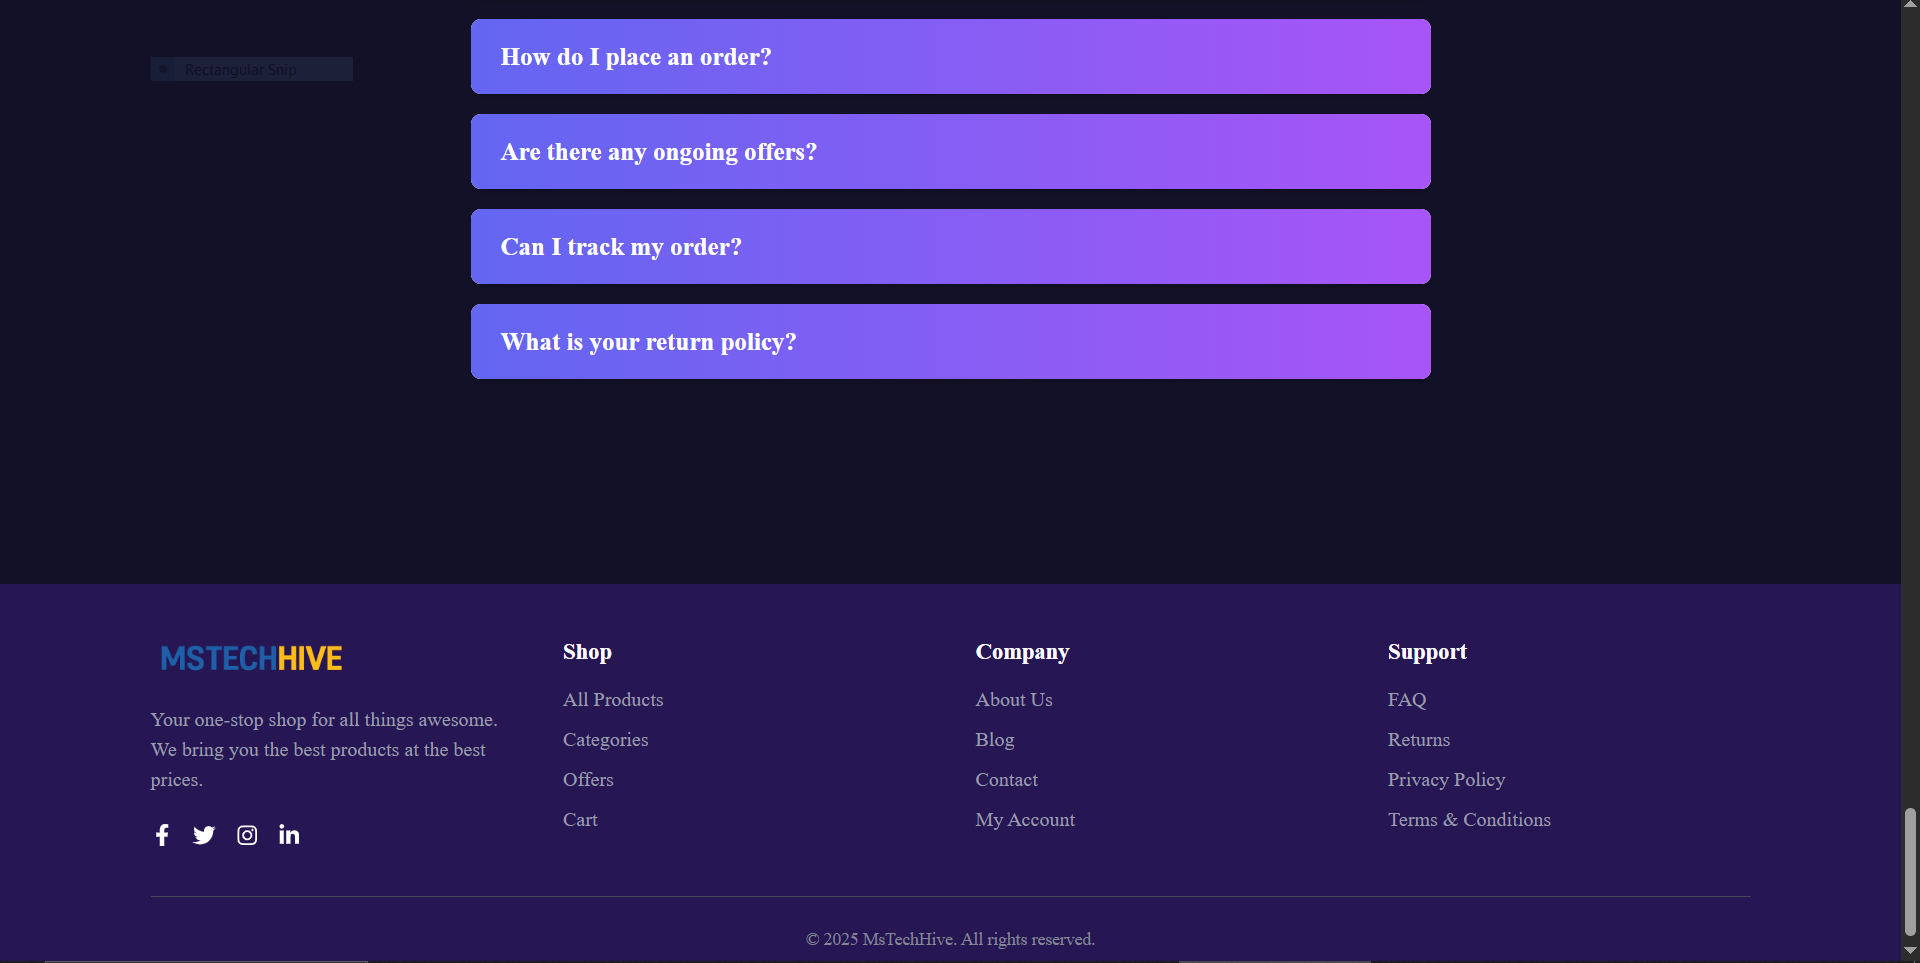 How do I place an order?
Rectangular Snip
Are there any ongoing offers?
Can I track my order?
What is your return policy?
MSTECHHIVE
Your one-stop shop for all things awesome.
We bring you the best products at the best
prices.
Shop
All Products
Categories
Offers
Cart
Company
About Us
Blog
Contact
My Account
Support
FAQ
Returns
Privacy Policy
Terms & Conditions
© 2025 MsTechHive. All rights reserved.